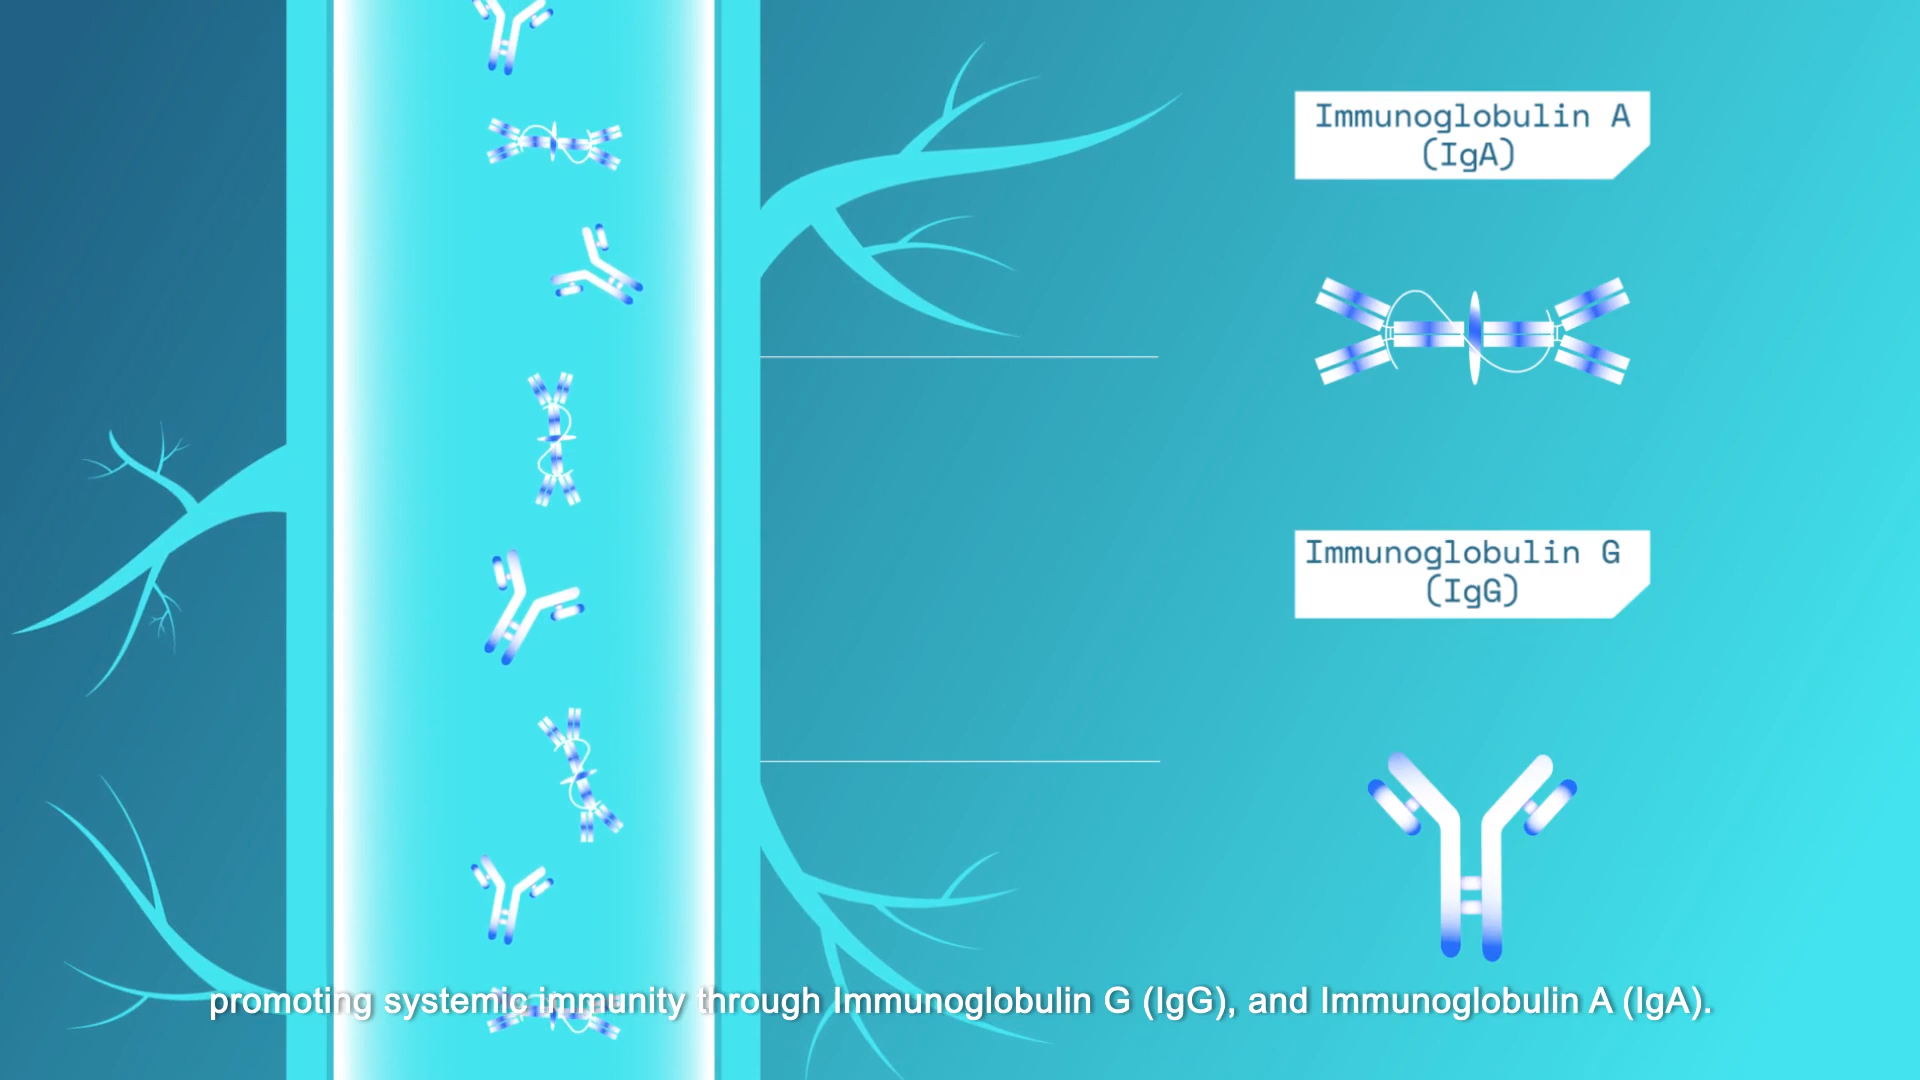 Immunoglobulin A
(IgA)
Immunoglobulin G
(IgG)
promoting systemic immunity through Immunoglobulin G (IgG), and Immunoglobulin A (IgA).